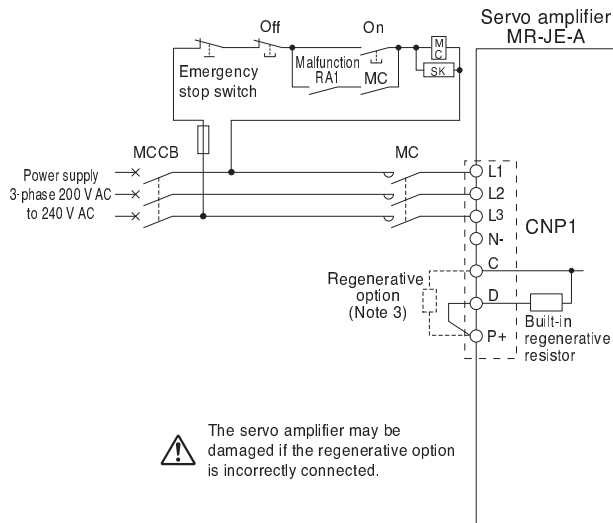 Servo amplifier
MR-JE-A
Off
On
Emergency
stop switch
Malfunction
RA1
MC
M
C
SK
MCCB
MC
Power supply
3-phase 200 V AC
to 240 V AC
L1
L2
L3
N-
CNP1
C
D
P+
Regenerative
option
(Note 3)
Built-in
regenerative
resistor
The servo amplifier may be
damaged if the regenerative option
is incorrectly connected.